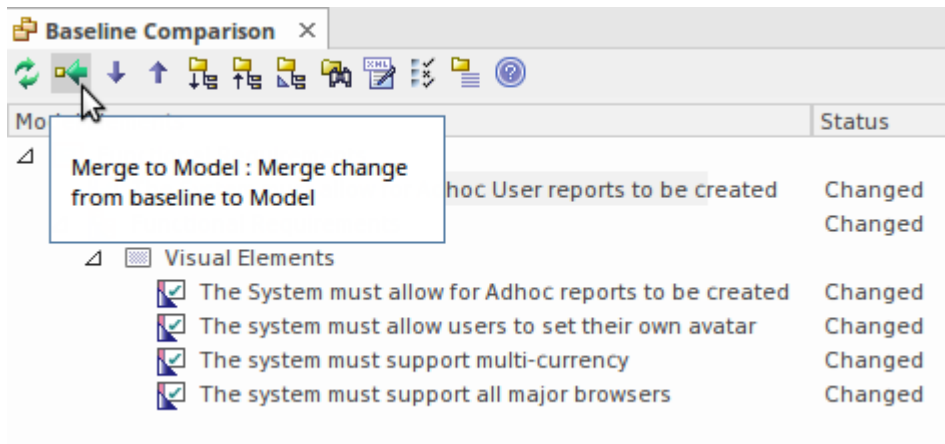 Baseline Comparison
XML
Mo
Status
Merge to Model : Merge change
from baseline to Model
hoc User reports to be created Changed
Changed
Visual Elements
The System must allow for Adhoc reports to be created Changed
The system must allow users to set their own avatar Changed
The system must support multi-currency Changed
The system must support all major browsers Changed